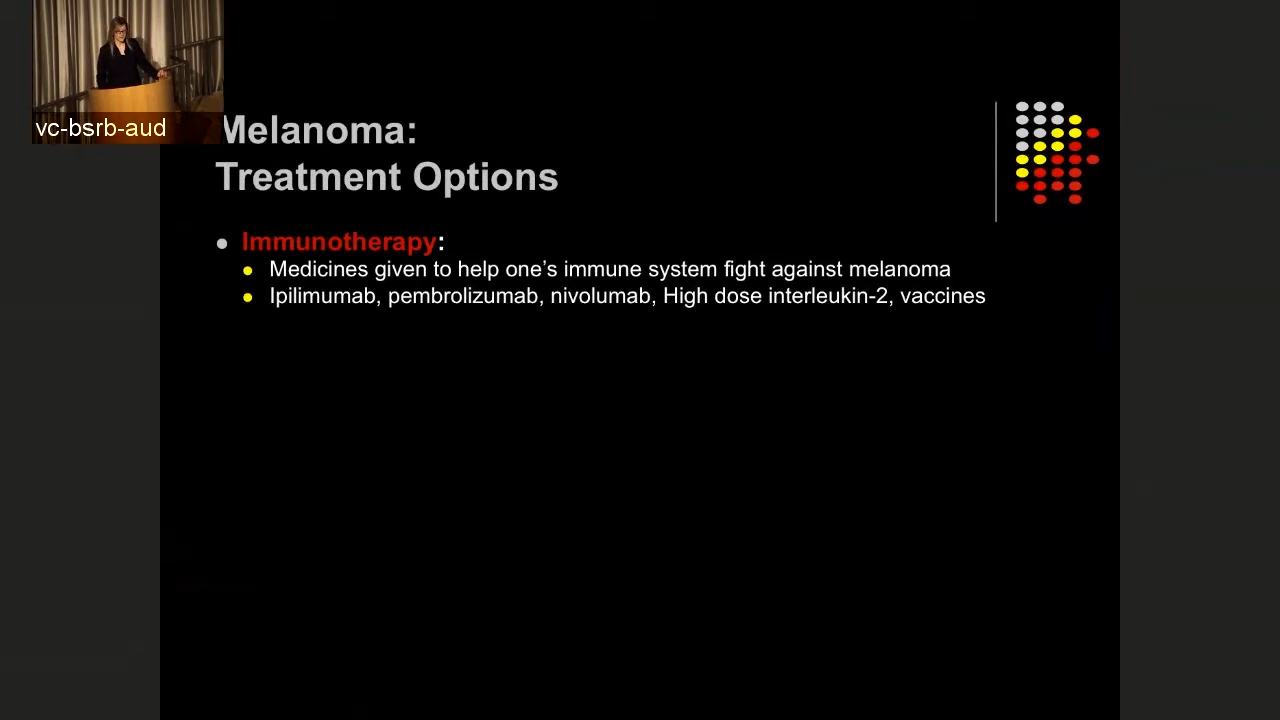 vc-bsrb-aud
Melanoma:
Treatment Options
Immunotherapy:
Medicines given to help one’s immune system fight against melanoma
Ipilimumab, pembrolizumab, nivolumab, High dose interleukin-2, vaccines